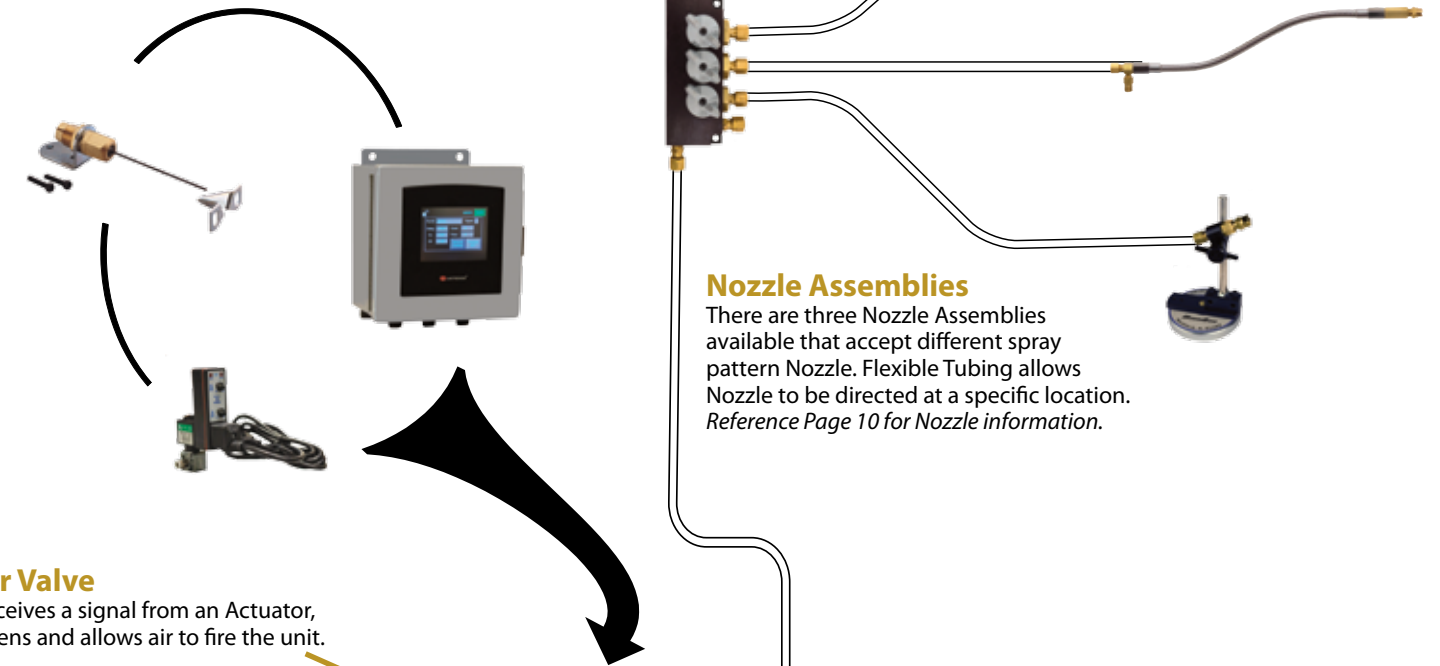 Nozzle Assemblies
There are three Nozzle Assemblies
available that accept different spray
pattern Nozzle. Flexible Tubing allows
Nozzle to be directed at a specific location.
Reference Page 10 for Nozzle information.
r Valve
ceives a signal from an Actuator,
ens and allows air to fire the unit.